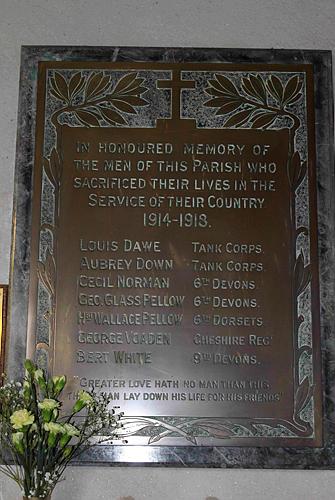 IN HONOURED MEMORY OF
THE MEN OF THIS PARISH WHO
SACRIFICED THEIR LIVES IN THE
SERVICE OF THEIR COUNTRY
1914-1918.
LOUIS DAWE TANK CORPS.
AUBREY DOWN TANK CORPS.
CECIL NORMAN 6TH DEVONS.
GEO. GLASS PELLOW 6TH DEVONS.
HY WALLACE PELLOW 6TH DORSETS
GEORGE VOADEN CHESHIRE REGT
BERT WHITE 9TH DEVONS.
"GREATER LOVE HATH NO MAN THAN THIS
THAT A MAN LAY DOWN HIS LIFE FOR HIS FRIENDS"